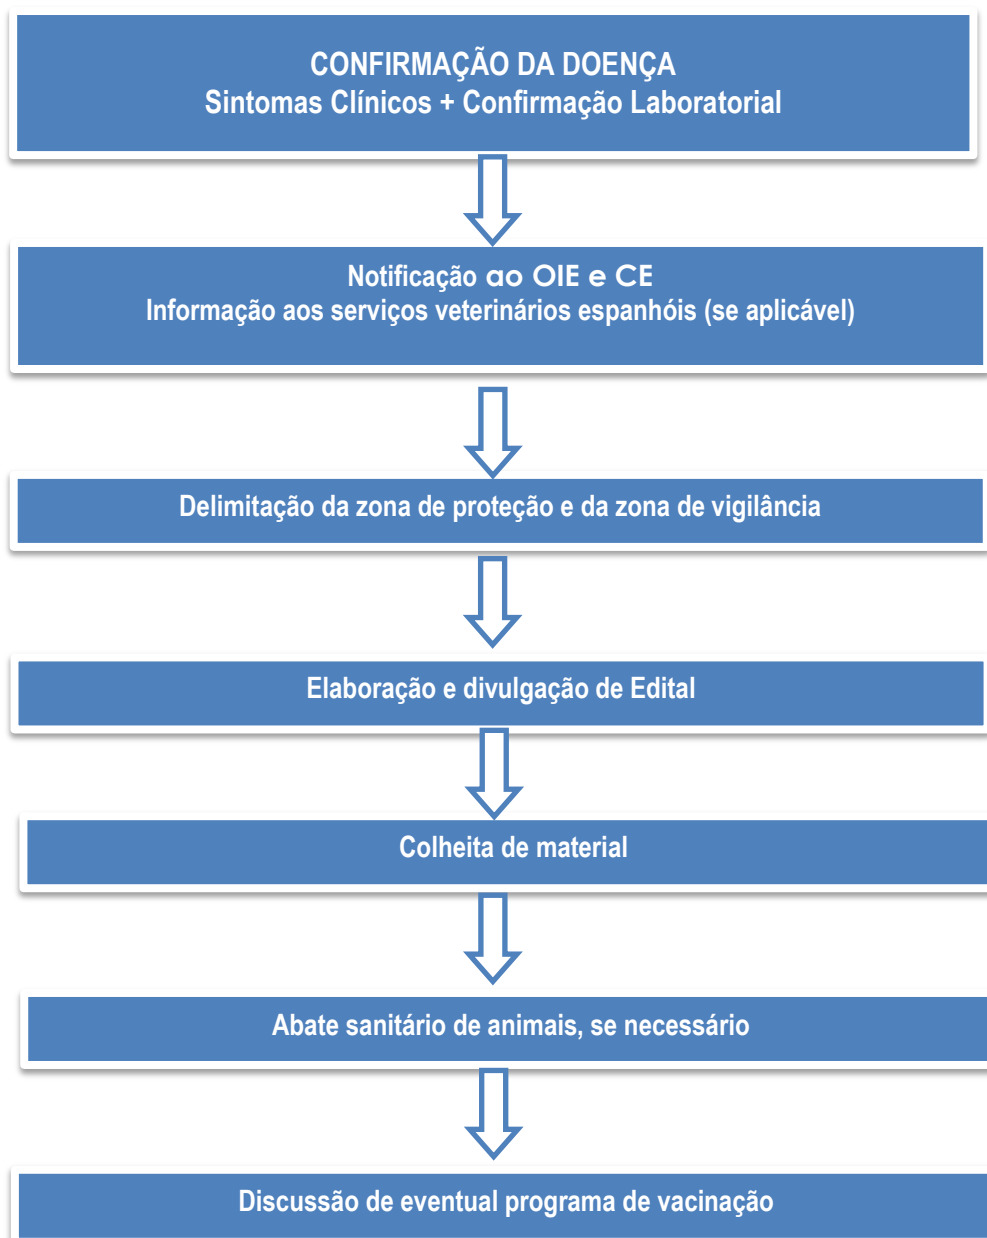 CONFIRMAÇÃO DA DOENÇA
Sintomas Clínicos + Confirmação Laboratorial
Notificação ao OIE e CE
Informação aos serviços veterinários espanhóis (se aplicável)
Delimitação da zona de proteção e da zona de vigilância
Elaboração e divulgação de Edital
Colheita de material
Abate sanitário de animais, se necessário
Discussão de eventual programa de vacinação